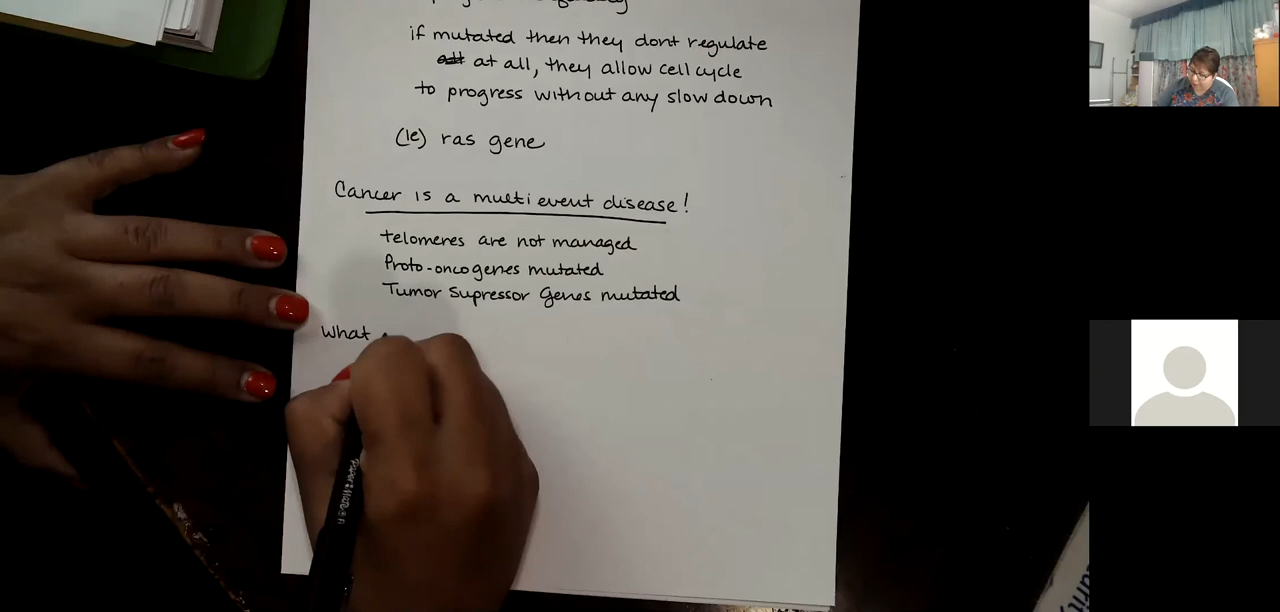 if mutated then they dont regulate
at all, they allow cell cycle
to progress without any slow down
(ie) ras gene
Cancer is a multi event disease!
telomeres are not managed
Proto-oncogenes mutated
Tumor Supressor Genes mutated
What